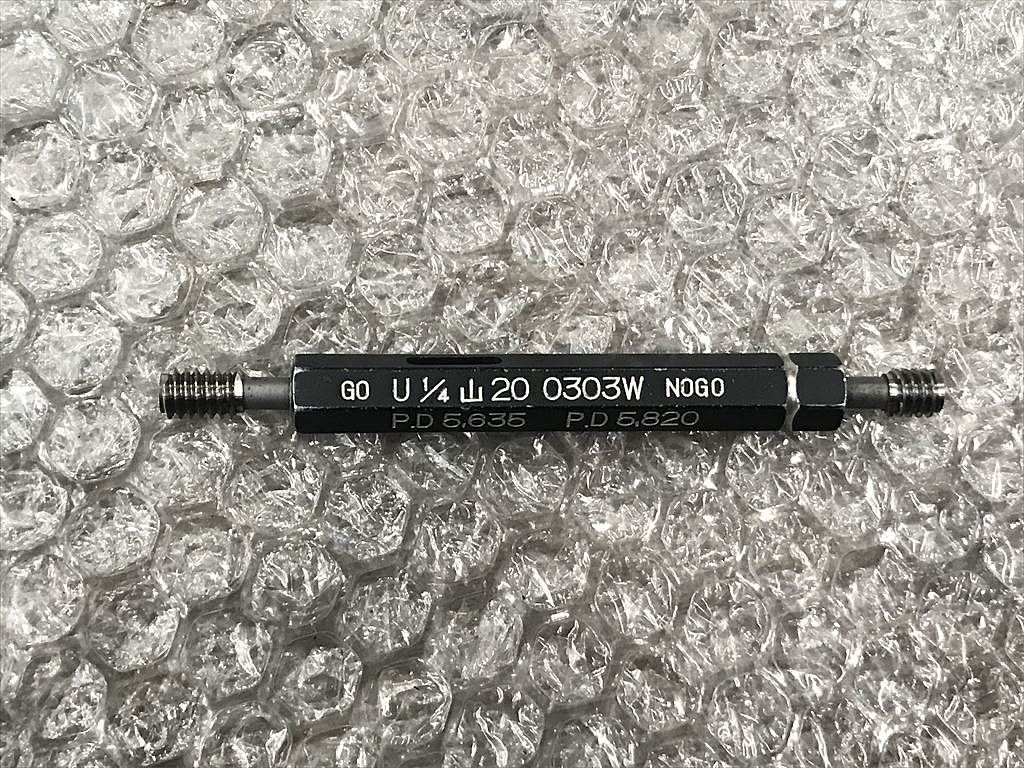 GO U 1/4 山 20 0303W NOGO
P.D 5.635 P.D 5.820